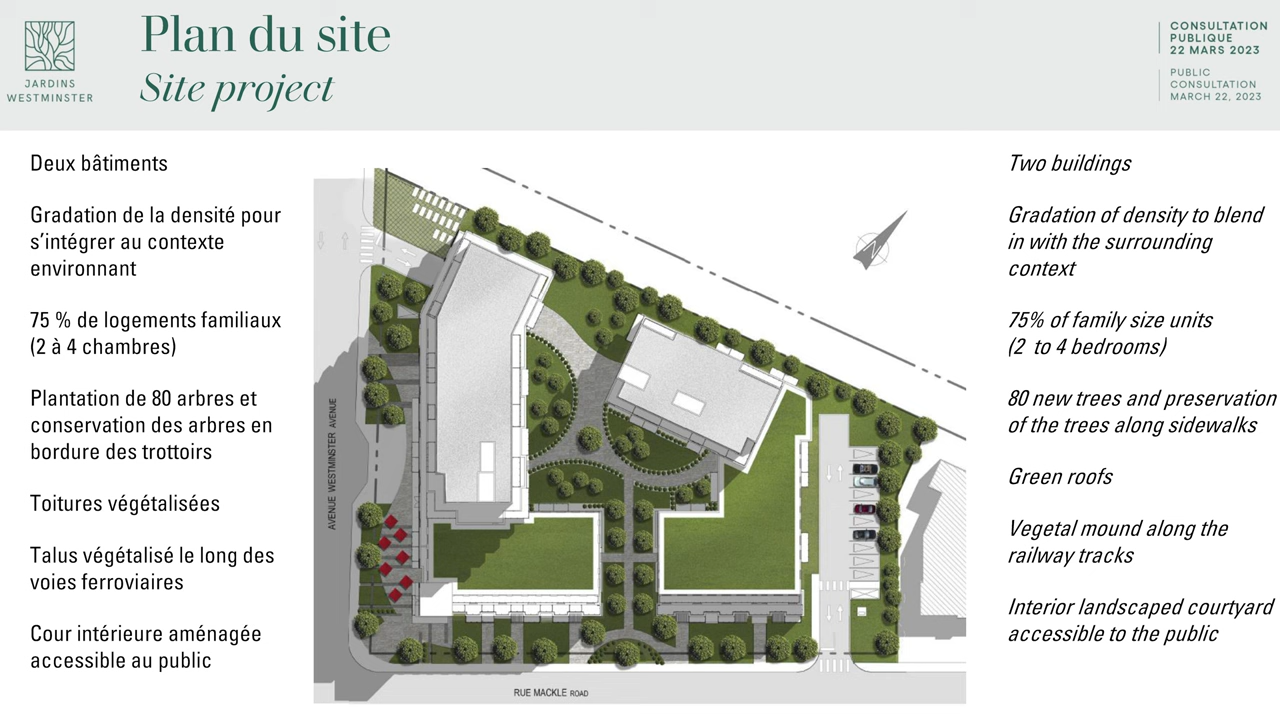 JARDINS
WESTMINSTER
Plan du site
Site project
CONSULTATION
PUBLIQUE
22 MARS 2023
PUBLIC
CONSULTATION
MARCH 22, 2023
Deux bâtiments
Gradation de la densité pour
s’intégrer au contexte
environnant
75 % de logements familiaux
(2 à 4 chambres)
Plantation de 80 arbres et
conservation des arbres en
bordure des trottoirs
Toitures végétalisées
Talus végétalisé le long des
voies ferroviaires
Cour intérieure aménagée
accessible au public
AVENUE WESTMINSTER AVENUE
RUE MACKLE ROAD
Two buildings
Gradation of density to blend
in with the surrounding
context
75% of family size units
(2 to 4 bedrooms)
80 new trees and preservation
of the trees along sidewalks
Green roofs
Vegetal mound along the
railway tracks
Interior landscaped courtyard
accessible to the public